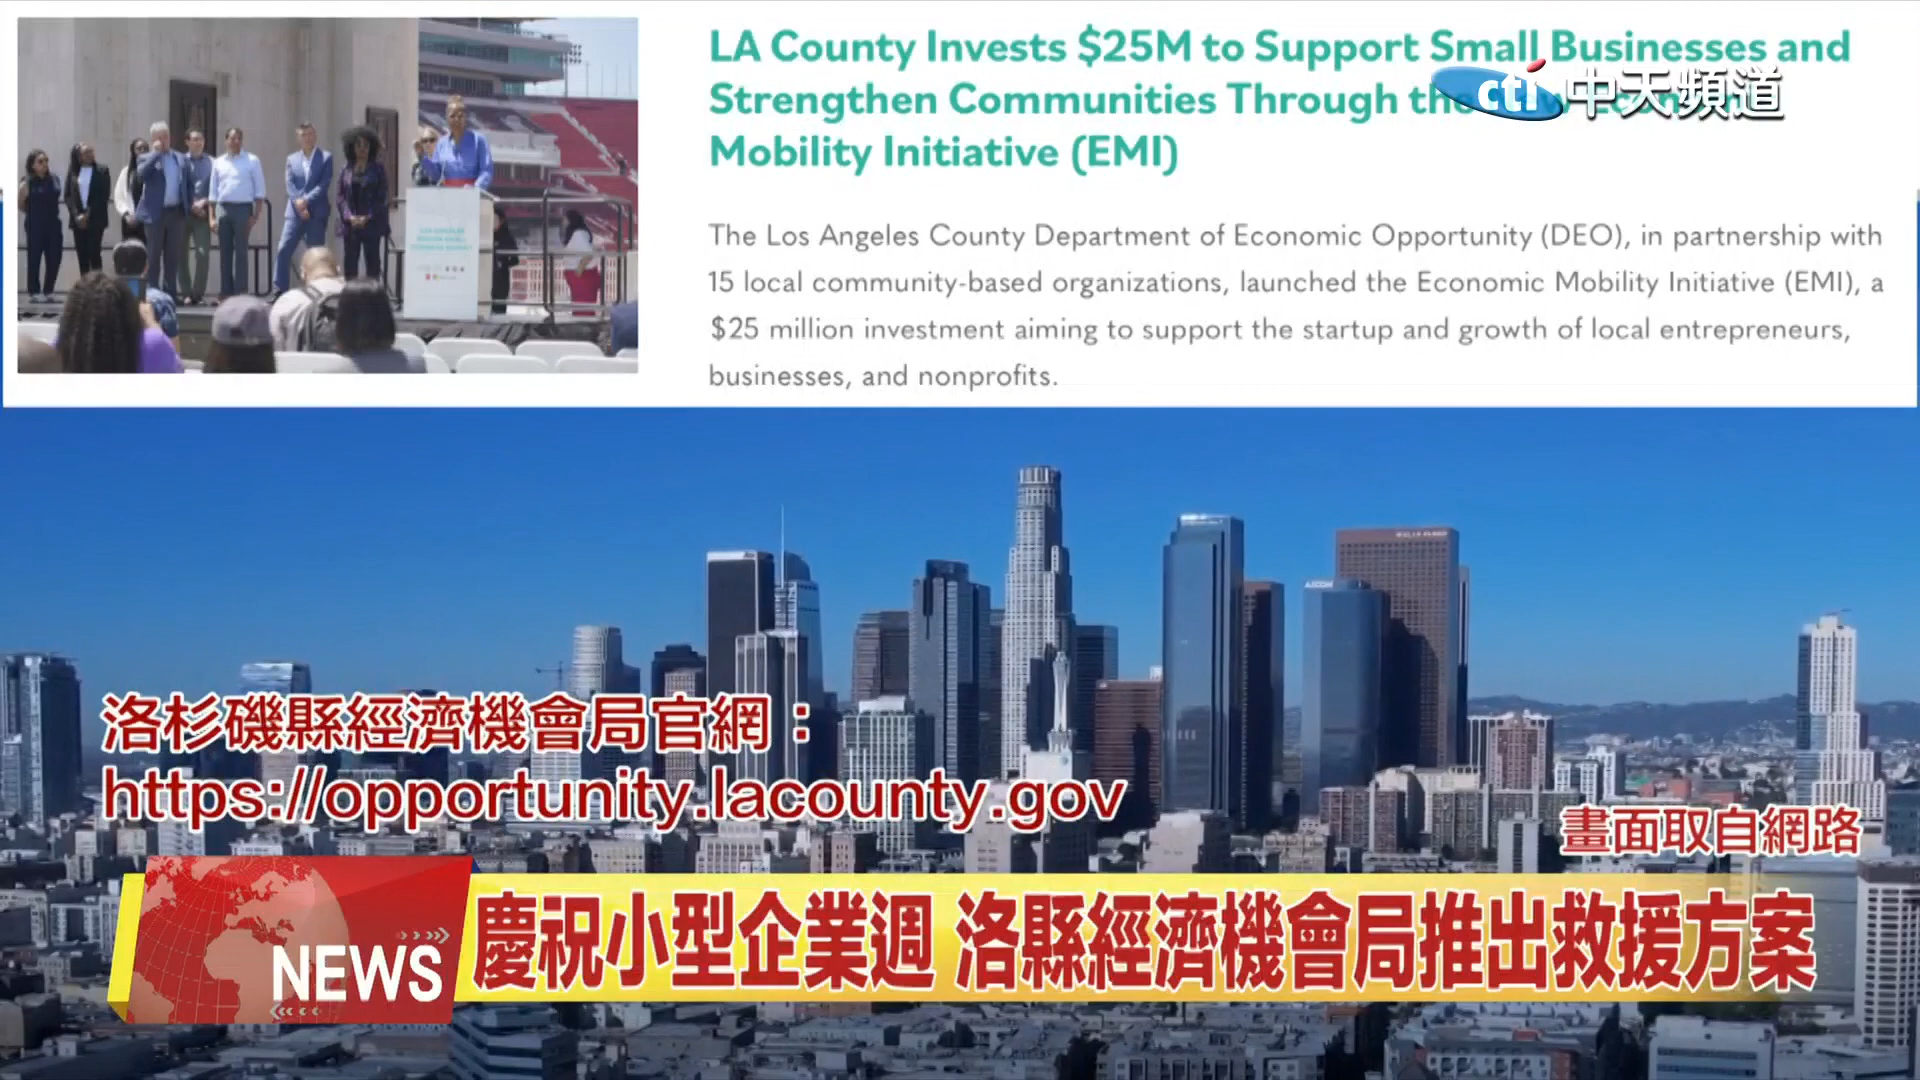 LA County Invests $25M to Support Small Businesses and
Strengthen Communities Through
cti 中天頻道
Mobility Initiative (EMI)
The Los Angeles County Department of Economic Opportunity (DEO), in partnership with
15 local community-based organizations, launched the Economic Mobility Initiative (EMI), a
$25 million investment aiming to support the startup and growth of local entrepreneurs,
businesses, and nonprofits.
WELLS FARGO
AECOM
洛杉磯縣經濟機會局官網：
https://opportunity.lacounty.gov
畫面取自網路
NEWS
慶祝小型企業週 洛縣經濟機會局推出救援方案